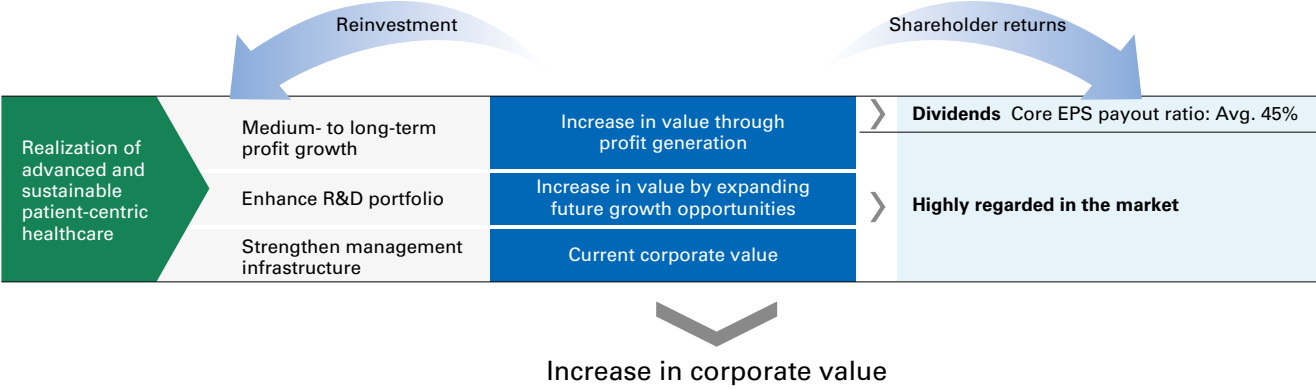 Reinvestment
Shareholder returns
Realization of
advanced and
sustainable
patient-centric
healthcare
Medium- to long-term
profit growth
Enhance R&D portfolio
Strengthen management
infrastructure
Increase in value through
profit generation
Increase in value by expanding
future growth opportunities
Current corporate value
Dividends Core EPS payout ratio: Avg. 45%
Highly regarded in the market
Increase in corporate value